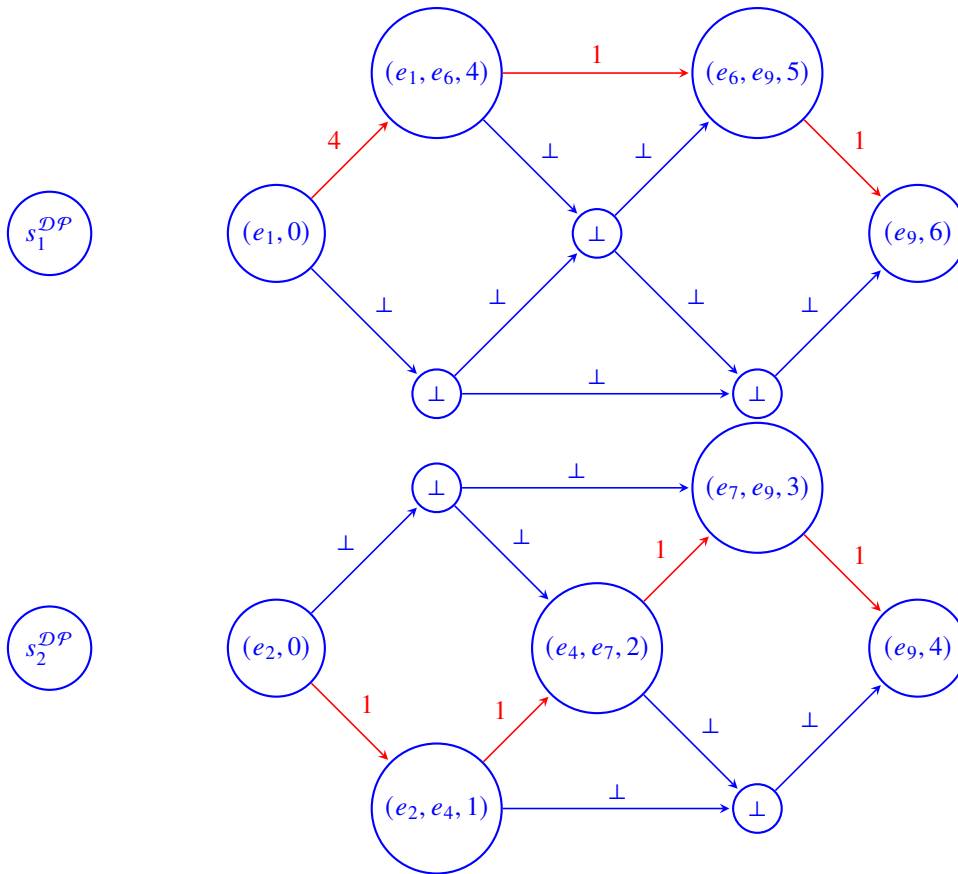 (e₁, e₆, 4) 1 (e₆, e₉, 5)
4 ⊥ ⊥ 1
s₁^𝒟𝒫 (e₁, 0) ⊥ (e₉, 6)
⊥ ⊥ ⊥ ⊥
⊥ ⊥ ⊥
⊥ ⊥ (e₇, e₉, 3)
⊥ ⊥ 1 1
s₂^𝒟𝒫 (e₂, 0) (e₄, e₇, 2) (e₉, 4)
1 1 ⊥ ⊥
(e₂, e₄, 1) ⊥ ⊥